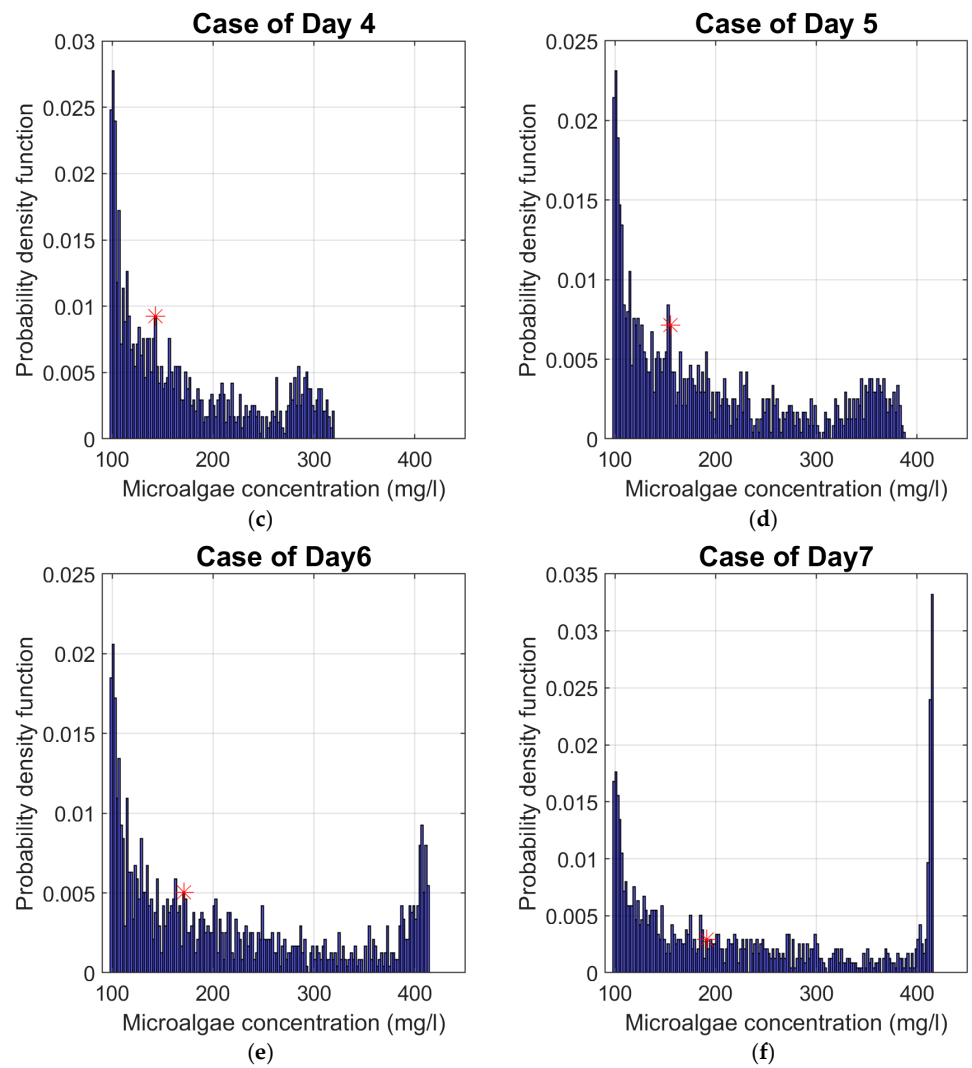 Case of Day 4
Probability density function
0.03
0.025
0.02
0.015
0.01
0.005
0
100 200 300 400
Microalgae concentration (mg/l)
(c)
Case of Day 5
Probability density function
0.025
0.02
0.015
0.01
0.005
0
100 200 300 400
Microalgae concentration (mg/l)
(d)
Case of Day6
Probability density function
0.025
0.02
0.015
0.01
0.005
0
100 200 300 400
Microalgae concentration (mg/l)
(e)
Case of Day7
Probability density function
0.035
0.03
0.025
0.02
0.015
0.01
0.005
0
100 200 300 400
Microalgae concentration (mg/l)
(f)